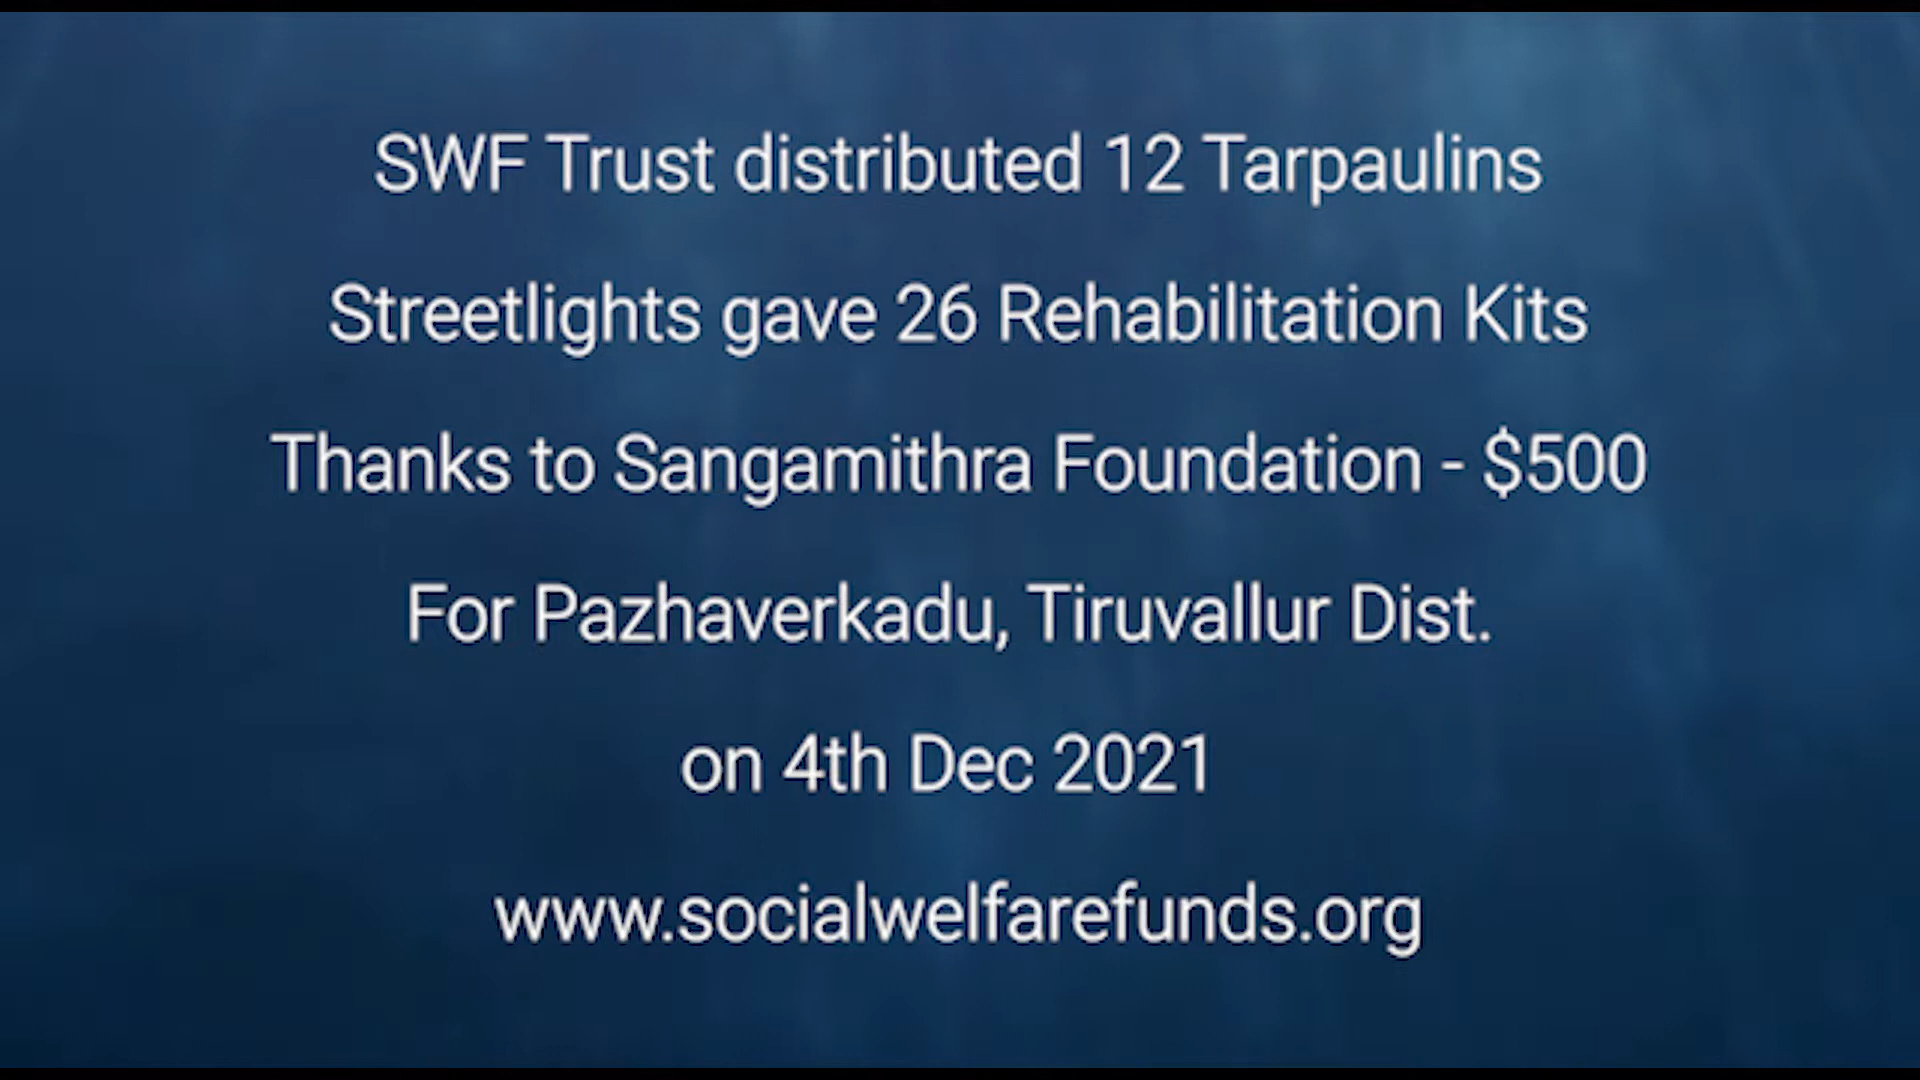 SWF Trust distributed 12 Tarpaulins
Streetlights gave 26 Rehabilitation Kits
Thanks to Sangamithra Foundation - $500
For Pazhaverkadu, Tiruvallur Dist.
on 4th Dec 2021
www.socialwelfarefunds.org